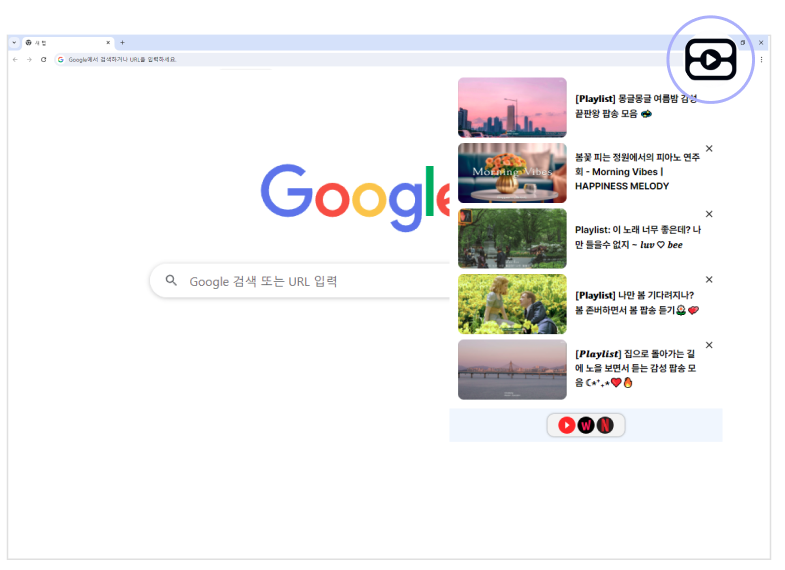 새 탭
Google에서 검색하거나 URL을 입력하세요.
[Playlist] 몽글몽글 여름밤 감성
끝판왕 팝송 모음
Google
Morning Vibes
봄꽃 피는 정원에서의 피아노 연주
회 - Morning Vibes |
HAPPINESS MELODY
Playlist: 이 노래 너무 좋은데? 나
만 들을수 없지 ~ luv ♡ bee
Google 검색 또는 URL 입력
[Playlist] 나만 봄 기다려지나?
봄 존버하면서 봄 팝송 듣기
[Playlist] 집으로 돌아가는 길
에 노을 보면서 듣는 감성 팝송 모
음
W N